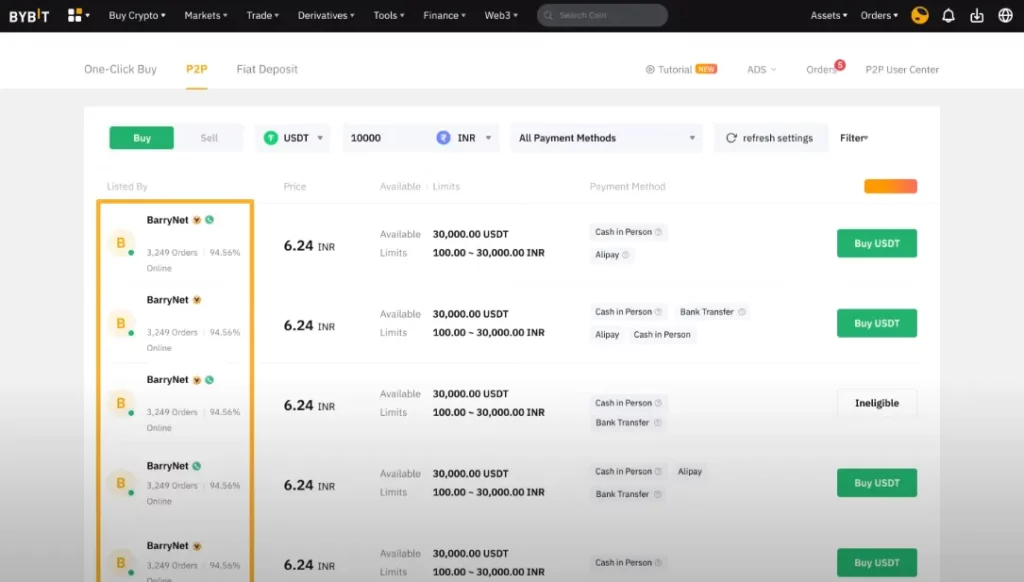 BYBIT Buy Crypto Markets Trade Derivatives Tools Finance Web3 Search Coin Assets Orders
One-Click Buy P2P Fiat Deposit Tutorial NEW ADS Orders 5 P2P User Center
Buy Sell USDT 10000 INR All Payment Methods refresh settings Filter
Listed By Price Available Limits Payment Method
BarryNet
B
3,249 Orders 94.56%
Online
6.24 INR
Available 30,000.00 USDT
Limits 100.00 ~ 30,000.00 INR
Cash in Person
Alipay
Buy USDT
BarryNet
B
3,249 Orders 94.56%
Online
6.24 INR
Available 30,000.00 USDT
Limits 100.00 ~ 30,000.00 INR
Cash in Person Bank Transfer
Alipay Cash in Person
Buy USDT
BarryNet
B
3,249 Orders 94.56%
Online
6.24 INR
Available 30,000.00 USDT
Limits 100.00 ~ 30,000.00 INR
Cash in Person
Bank Transfer
Ineligible
BarryNet
B
3,249 Orders 94.56%
Online
6.24 INR
Available 30,000.00 USDT
Limits 100.00 ~ 30,000.00 INR
Cash in Person Alipay
Bank Transfer
Buy USDT
BarryNet
B
3,249 Orders 94.56%
Online
6.24 INR
Available 30,000.00 USDT
Limits 100.00 ~ 30,000.00 INR
Cash in Person
Buy USDT